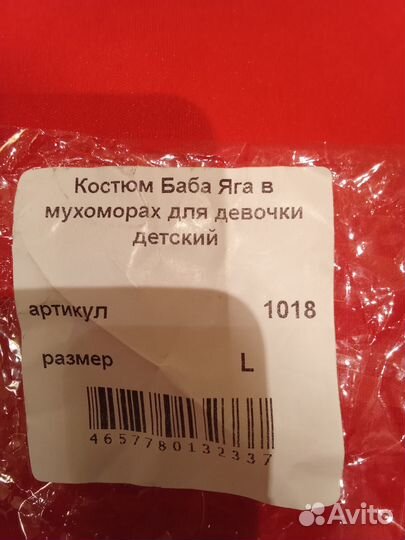 Костюм Баба Яга в
мухоморах для девочки
детский
артикул 1018
размер L
4657780132337
Avito